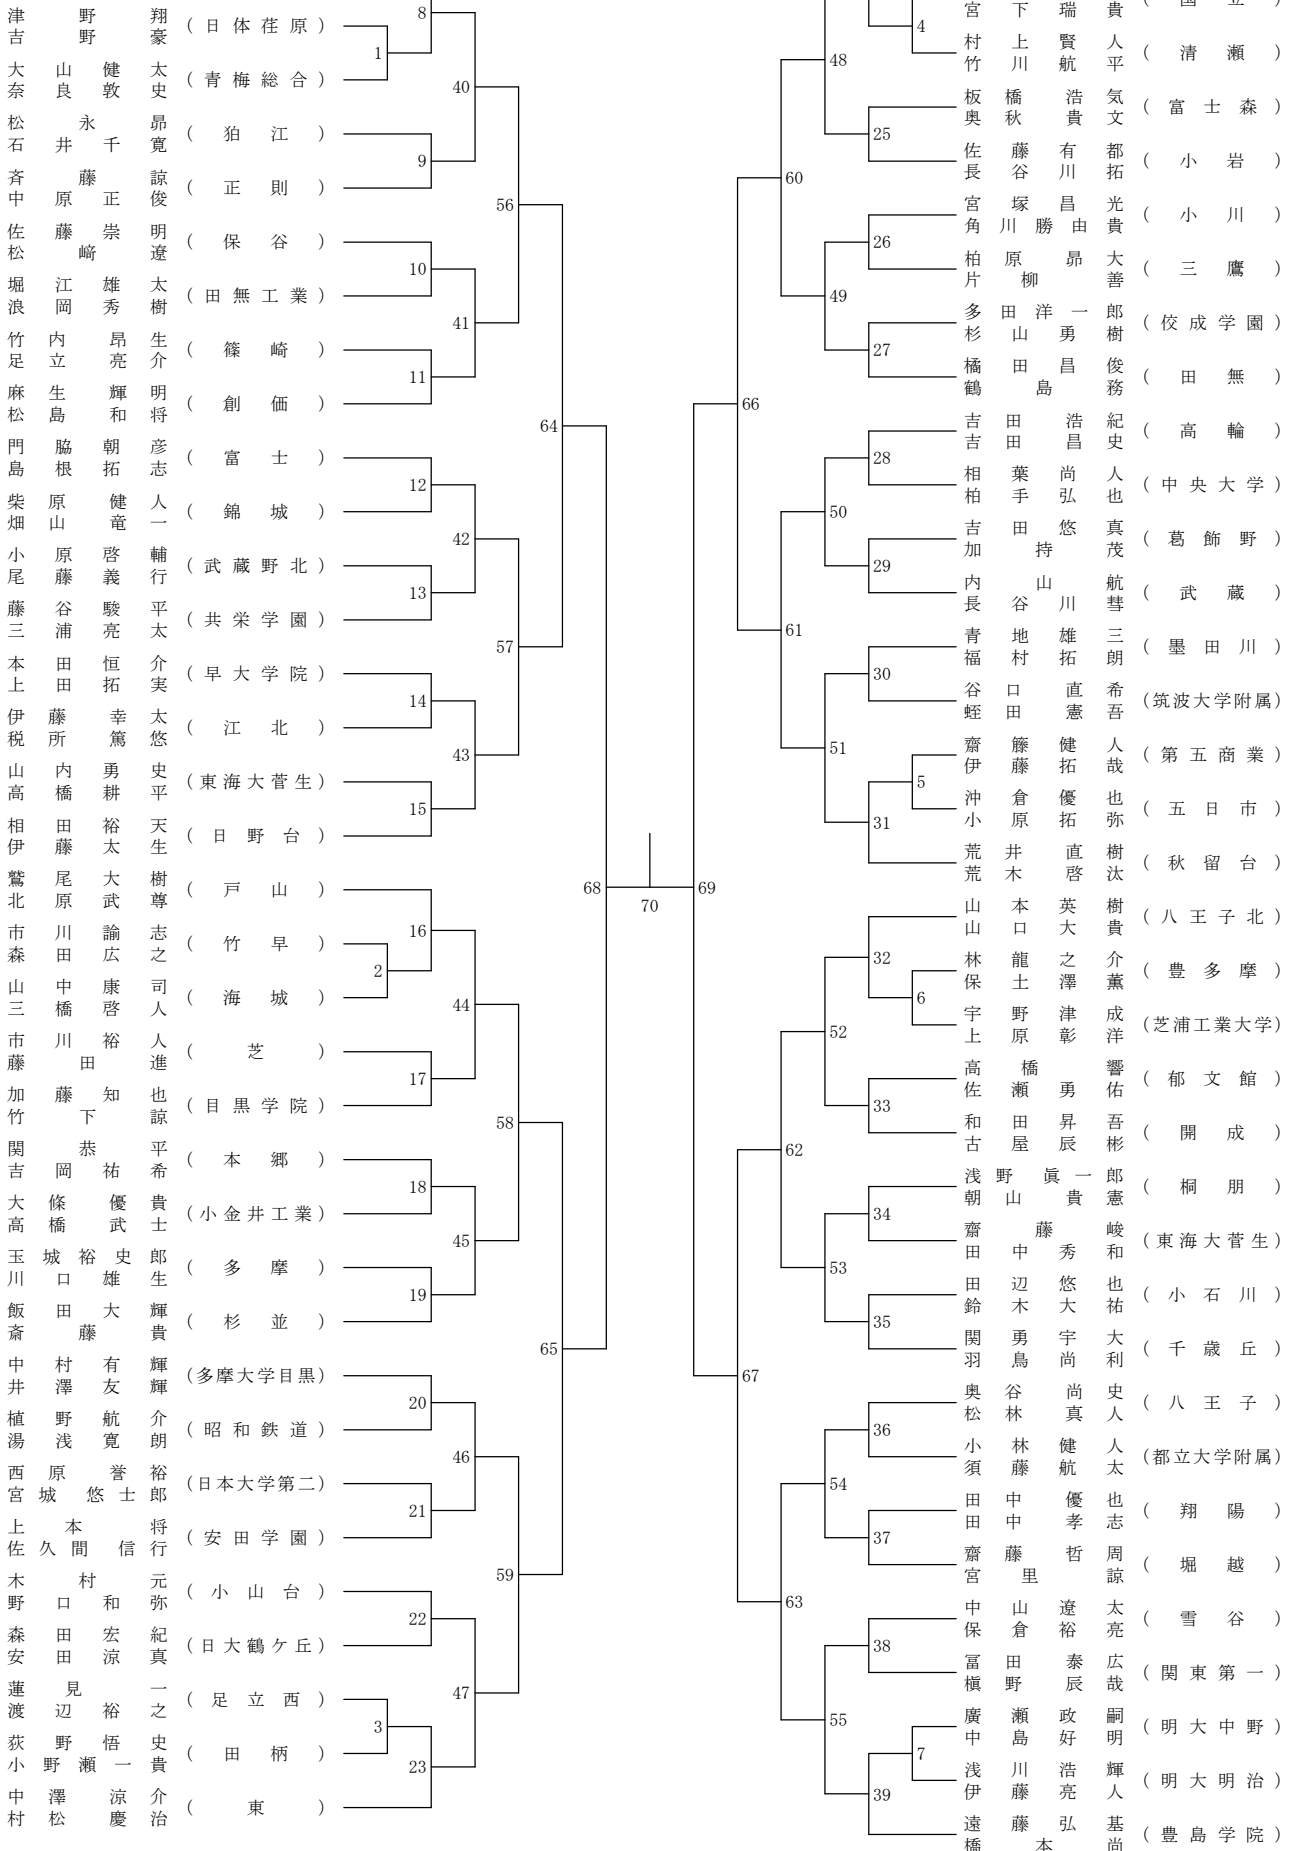 津野翔
吉野豪
(日体荏原)
大山健太
奈良敦史
(青梅総合)
松永昴
石井千寛
(狛江)
斉藤諒
中原正俊
(正則)
佐藤崇明
松﨑遼
(保谷)
堀江雄太
浪岡秀樹
(田無工業)
竹内昂生
足立亮介
(篠崎)
麻生輝明
松島和将
(創価)
門脇朝彦
島根拓志
(富士)
柴原健人
畑山竜一
(錦城)
小原啓輔
尾藤義行
(武蔵野北)
藤谷駿平
三浦亮太
(共栄学園)
本田恒介
上田拓実
(早大学院)
伊藤幸太
税所篤悠
(江北)
山内勇史
高橋耕平
(東海大菅生)
相田裕天
伊藤太生
(日野台)
鷲尾大樹
北原武尊
(戸山)
市川諭志
森田広之
(竹早)
山中康司
三橋啓人
(海城)
市川裕人
藤田進
(芝)
加藤知也
竹下諒
(目黒学院)
関恭平
吉岡祐希
(本郷)
大條優貴
高橋武士
(小金井工業)
玉城裕史郎
川口雄生
(多摩)
飯田大輝
斎藤貴
(杉並)
中村有輝
井澤友輝
(多摩大学目黒)
植野航介
湯浅寛朗
(昭和鉄道)
西原誉裕
宮城悠士郎
(日本大学第二)
上本将
佐久間信行
(安田学園)
木村元
野口和弥
(小山台)
森田宏紀
安田涼真
(日大鶴ケ丘)
蓮見一
渡辺裕之
(足立西)
荻野悟史
小野瀬一貴
(田柄)
中澤涼介
村松慶治
(東)
8
1
40
9
56
10
41
11
64
12
42
13
57
14
43
15
68
16
2
44
17
58
18
45
19
65
20
46
21
59
22
47
3
23
70
69
4
48
25
60
26
49
27
66
28
50
29
61
30
51
5
31
32
6
52
33
62
34
53
35
67
36
54
37
63
38
55
7
39
宮下瑞貴
村上賢人
竹川航平
(清瀬)
板橋浩気
奥秋貴文
(富士森)
佐藤有都
長谷川拓
(小岩)
宮塚昌光
角川勝由貴
(小川)
柏原昴大
片柳善
(三鷹)
多田洋一郎
杉山勇樹
(佼成学園)
橘田昌俊
鶴島務
(田無)
吉田浩紀
吉田昌史
(高輪)
相葉尚人
柏手弘也
(中央大学)
吉田悠真
加持茂
(葛飾野)
内山航
長谷川彗
(武蔵)
青地雄三
福村拓朗
(墨田川)
谷口直希
蛭田憲吾
(筑波大学附属)
齋籐健人
伊藤拓哉
(第五商業)
沖倉優也
小原拓弥
(五日市)
荒井直樹
荒木啓汰
(秋留台)
山本英樹
山口大貴
(八王子北)
林龍之介
保土澤薫
(豊多摩)
宇野津成
上原彰洋
(芝浦工業大学)
高橋響
佐瀬勇佑
(郁文館)
和田昇吾
古屋辰彬
(開成)
浅野眞一郎
朝山貴憲
(桐朋)
齋藤峻
田中秀和
(東海大菅生)
田辺悠也
鈴木大祐
(小石川)
関勇宇大
羽鳥尚利
(千歳丘)
奥谷尚史
松林真人
(八王子)
小林健人
須藤航太
(都立大学附属)
田中優也
田中孝志
(翔陽)
齋藤哲周
宮里諒
(堀越)
中山遼太
保倉裕亮
(雪谷)
冨田泰広
槇野辰哉
(関東第一)
廣瀬政嗣
中島好明
(明大中野)
浅川浩輝
伊藤亮人
(明大明治)
遠藤弘基
橋本尚
(豊島学院)